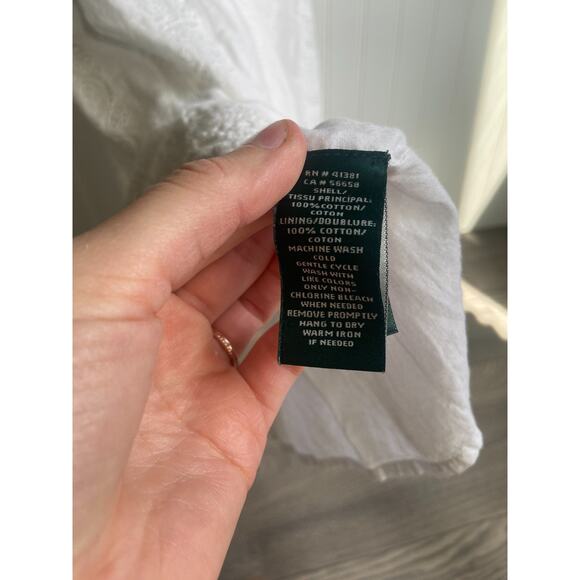 RN # 41381
CA # 56658
SHELL/
TISSU PRINCIPAL:
100% COTTON/
COTON
LINING/DOUBLURE:
100% COTTON/
COTON
MACHINE WASH
COLD
GENTLE CYCLE
WASH WITH
LIKE COLORS
ONLY NON-
CHLORINE BLEACH
WHEN NEEDED
REMOVE PROMPTLY
HANG TO DRY
WARM IRON
IF NEEDED